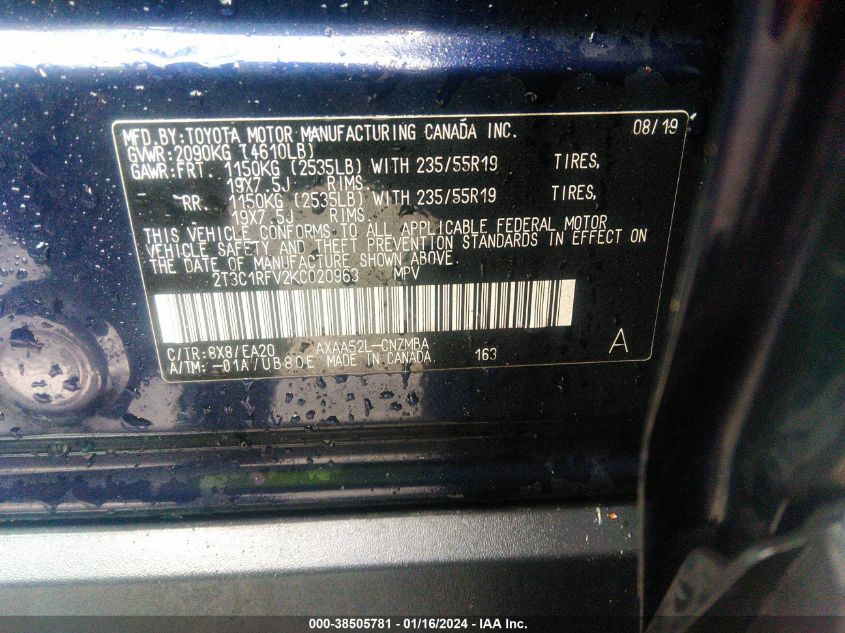 MFD.BY:TOYOTA MOTOR MANUFACTURING CANADA INC. 08/19
GVWR:2090KG (4610LB)
GAWR:FRT. 1150KG (2535LB) WITH 235/55R19 TIRES,
19X7.5J RIMS
RR. 1150KG (2535LB) WITH 235/55R19 TIRES,
19X7.5J RIMS
THIS VEHICLE CONFORMS TO ALL APPLICABLE FEDERAL MOTOR
VEHICLE SAFETY AND THEFT PREVENTION STANDARDS IN EFFECT ON
THE DATE OF MANUFACTURE SHOWN ABOVE.
2T3C1RFV2KC020963 MPV
C/TR:8X8/EA20 AXAA52L-CNZMBA
A/TM:-01A/UB80E MADE IN CANADA. 163 A
000-38505781 - 01/16/2024 - IAA Inc.